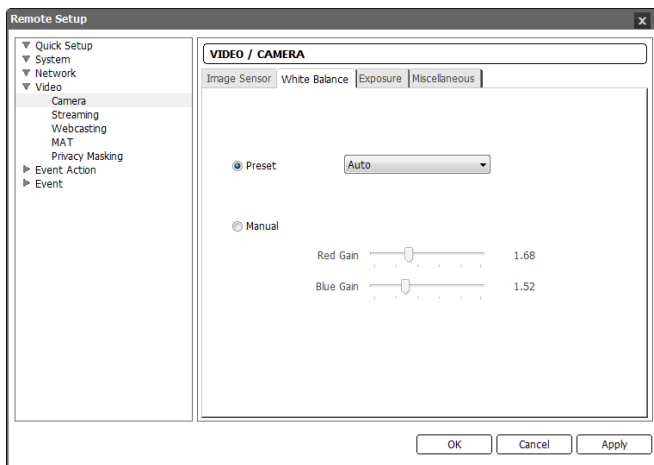 Remote Setup
x
Quick Setup
System
Network
Video
Camera
Streaming
Webcasting
MAT
Privacy Masking
Event Action
Event
VIDEO / CAMERA
Image Sensor White Balance Exposure Miscellaneous
Preset Auto
Manual
Red Gain 1.68
Blue Gain 1.52
OK Cancel Apply